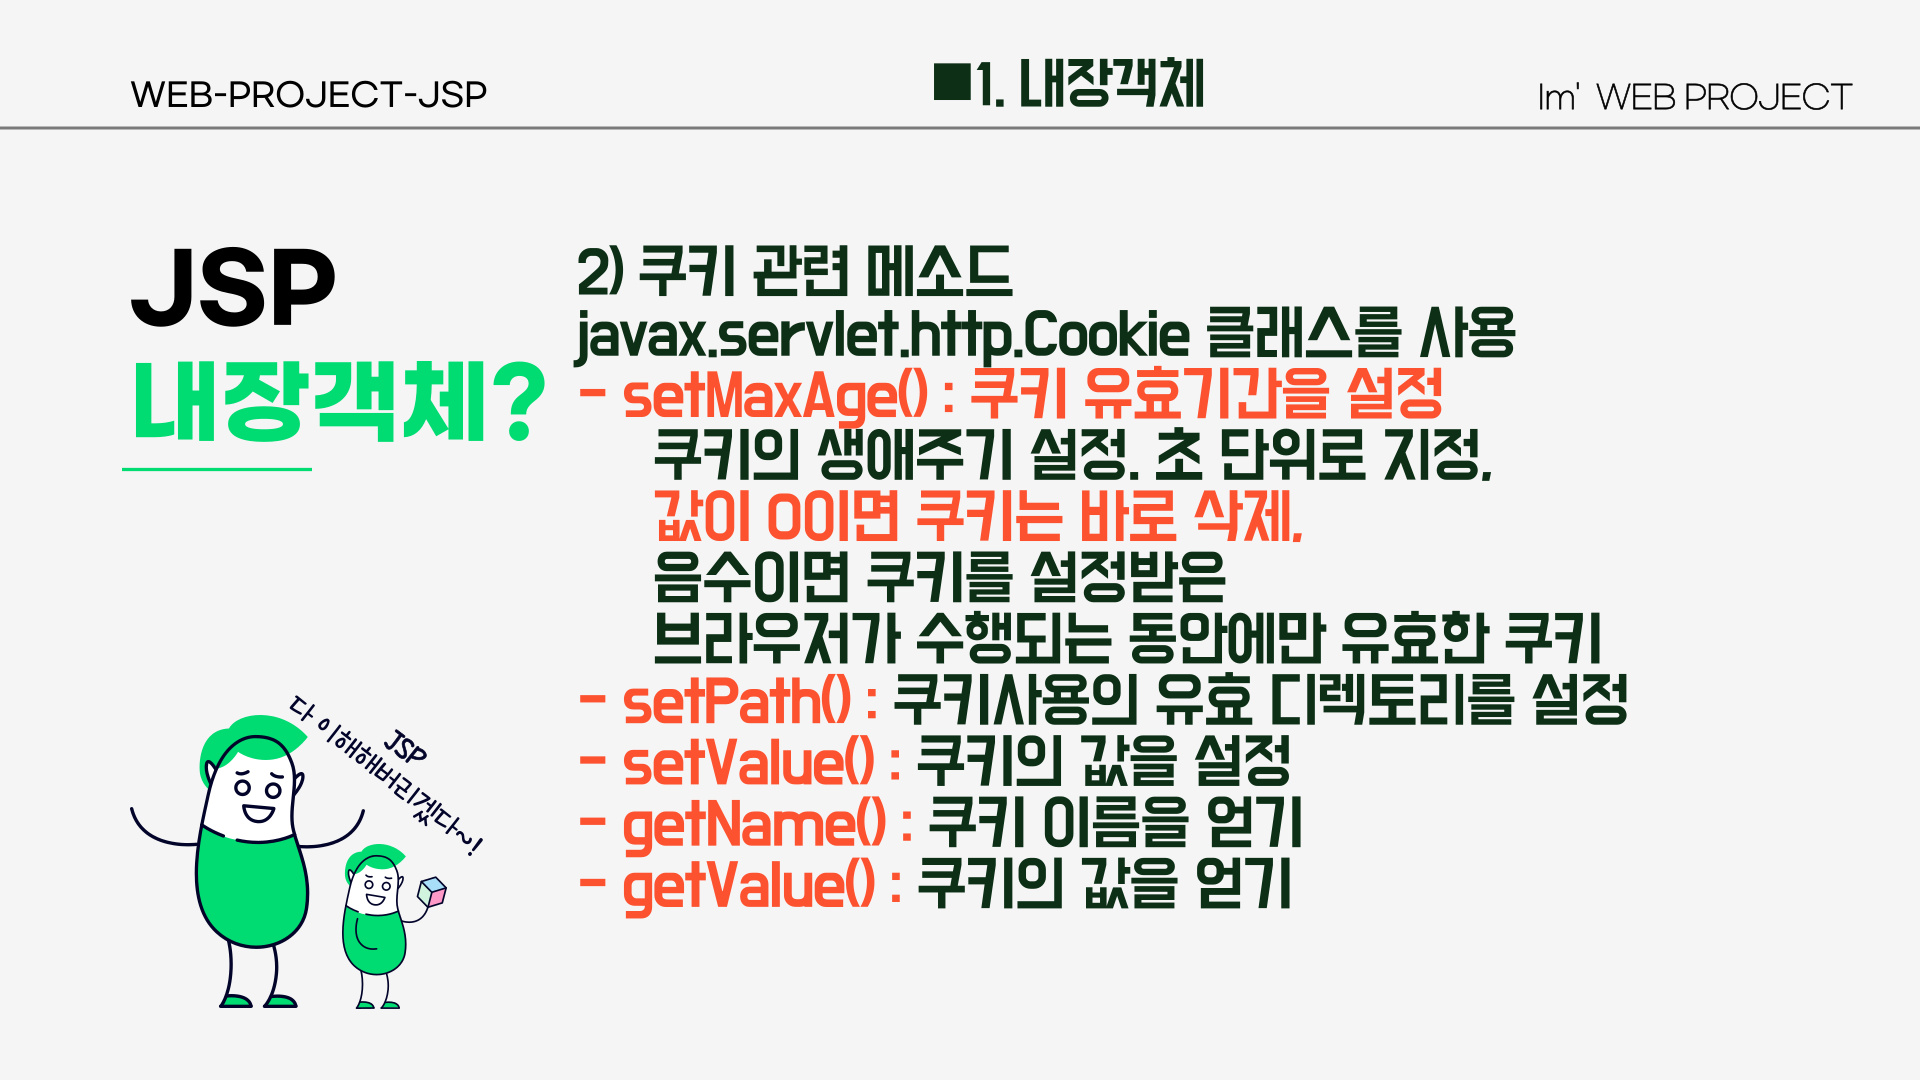 WEB-PROJECT-JSP
■1. 내장객체
Im' WEB PROJECT
JSP
내장객체?
2) 쿠키 관련 메소드
javax.servlet.http.Cookie 클래스를 사용
- setMaxAge() : 쿠키 유효기간을 설정
쿠키의 생애주기 설정. 초 단위로 지정,
값이 0이면 쿠키는 바로 삭제,
음수이면 쿠키를 설정받은
브라우저가 수행되는 동안에만 유효한 쿠키
- setPath() : 쿠키사용의 유효 디렉토리를 설정
- setValue() : 쿠키의 값을 설정
- getName() : 쿠키 이름을 얻기
- getValue() : 쿠키의 값을 얻기
JSP
다 이해해버리겠다~!